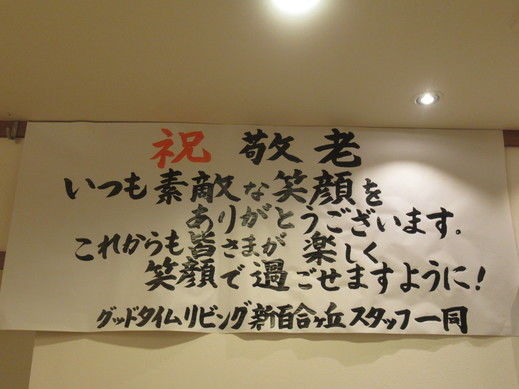 祝 敬老
いつも素敵な笑顔を
ありがとうございます。
これからも皆さまが 楽しく
笑顔で過ごせますように!
グッドタイムリビング新百合ヶ丘スタッフ一同